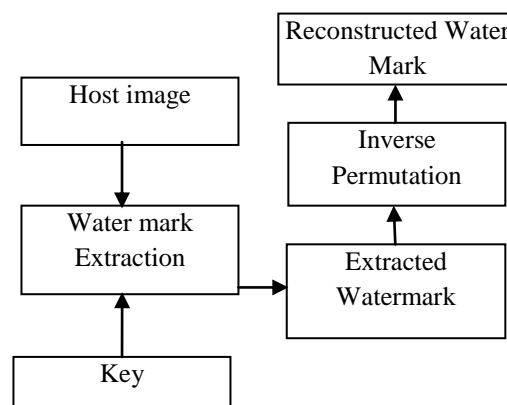 Reconstructed Water
Mark
Host image
Inverse
Permutation
Water mark
Extraction
Extracted
Watermark
Key